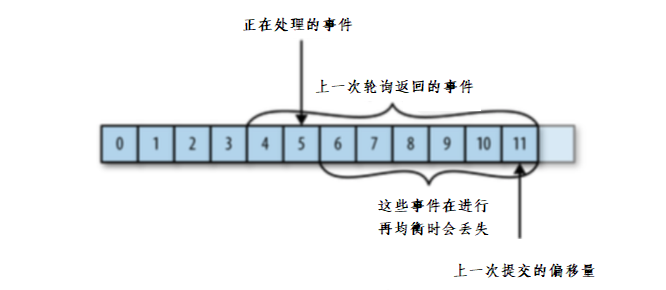 正在处理的事件
上一次轮询返回的事件
0 1 2 3 4 5 6 7 8 9 10 11
这些事件在进行
再均衡时会丢失
上一次提交的偏移量